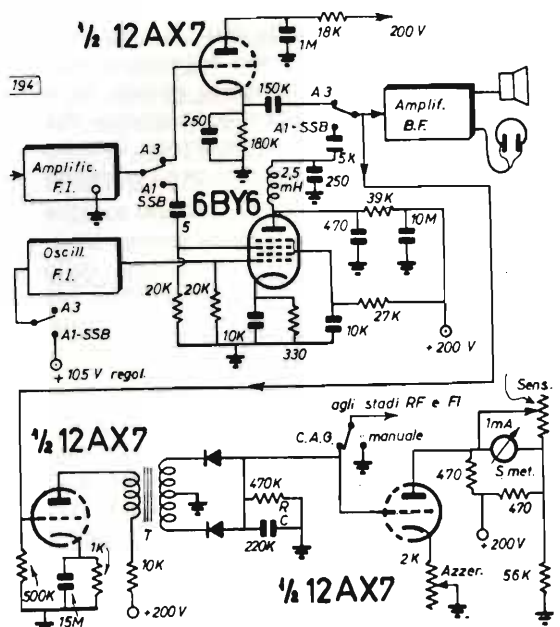 ½ 12AX7
18K
1M
200 V
194
150K
A3
250
180K
A1-SSB
Amplif.
B.F.
Amplific.
F.I.
A3
A1
SSB
5
5K
2,5
mH
250
6BY6
39K
470
10M
Oscill.
F.I.
A3
A1-SSB
+ 105 V regol.
20K
20K
10K
330
10K
27K
+ 200 V
agli stadi RF e FI
C.A.G.
manuale
Sens.
1mA
S met.
½ 12AX7
T
470K
R
C
220K
470
470
+200V
500K
15M
1K
10K
+200V
½ 12AX7
2K
Azzer.
56K